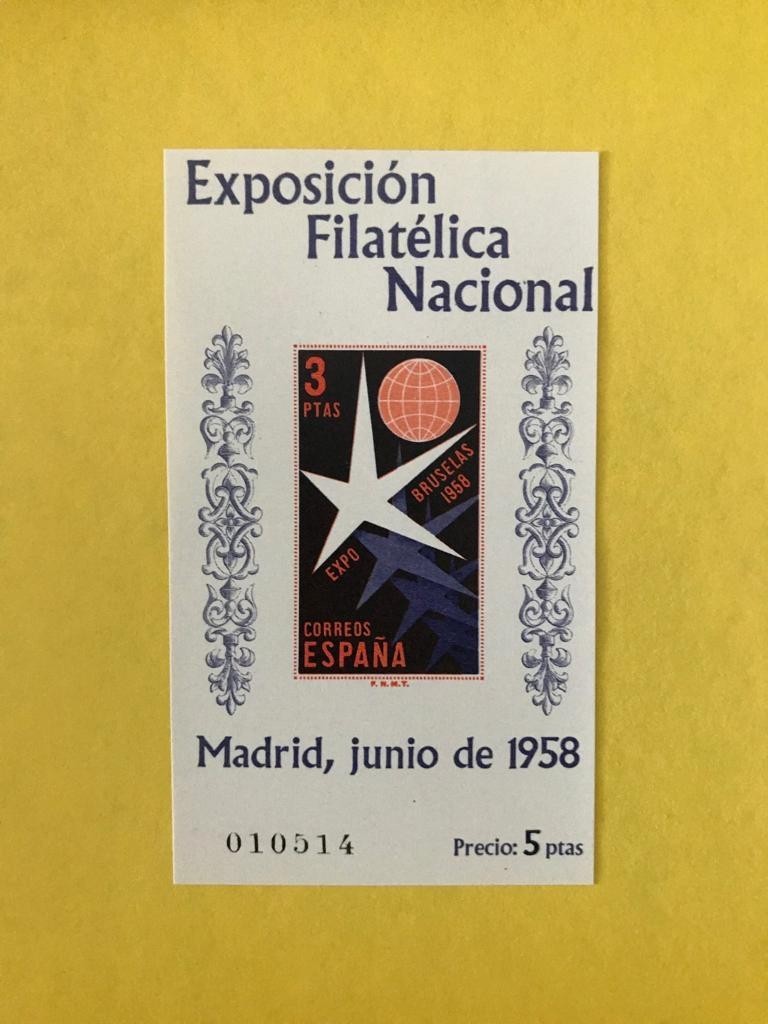 Exposición
Filatélica
Nacional
3
PTAS
BRUSELAS
1958
EXPO
CORREOS
ESPAÑA
F.N.M.T.
Madrid, junio de 1958
010514
Precio: 5 ptas